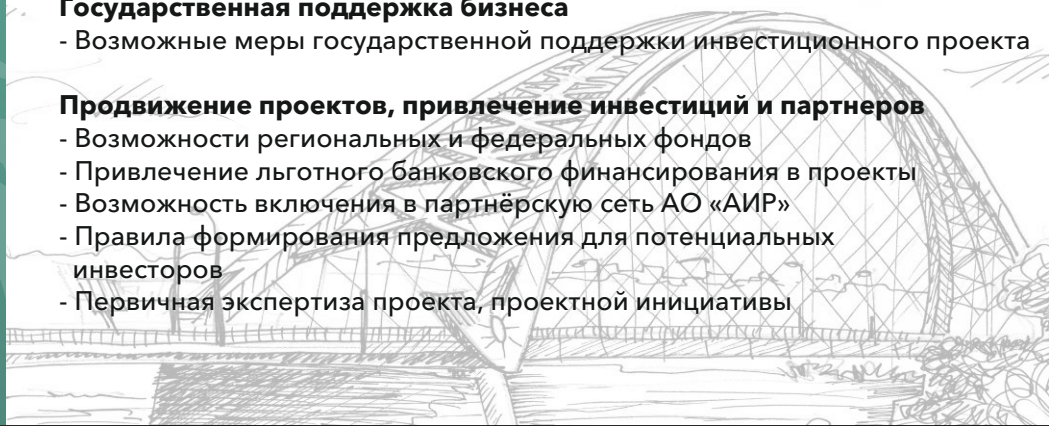 Государственная поддержка бизнеса
- Возможные меры государственной поддержки инвестиционного проекта
Продвижение проектов, привлечение инвестиций и партнеров
- Возможности региональных и федеральных фондов
- Привлечение льготного банковского финансирования в проекты
- Возможность включения в партнёрскую сеть АО «АИР»
- Правила формирования предложения для потенциальных
инвесторов
- Первичная экспертиза проекта, проектной инициативы